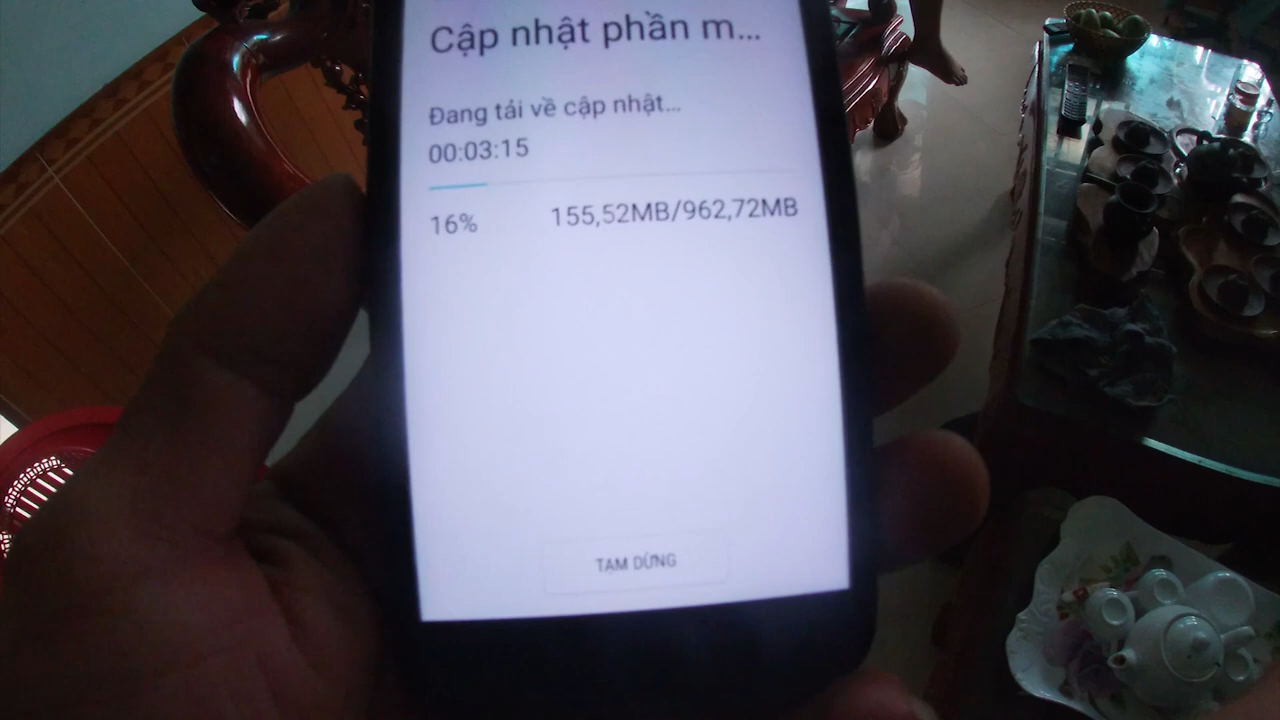 Cập nhật phần m...
Đang tải về cập nhật...
00:03:15
16% 155,52MB/962,72MB
TẠM DỪNG